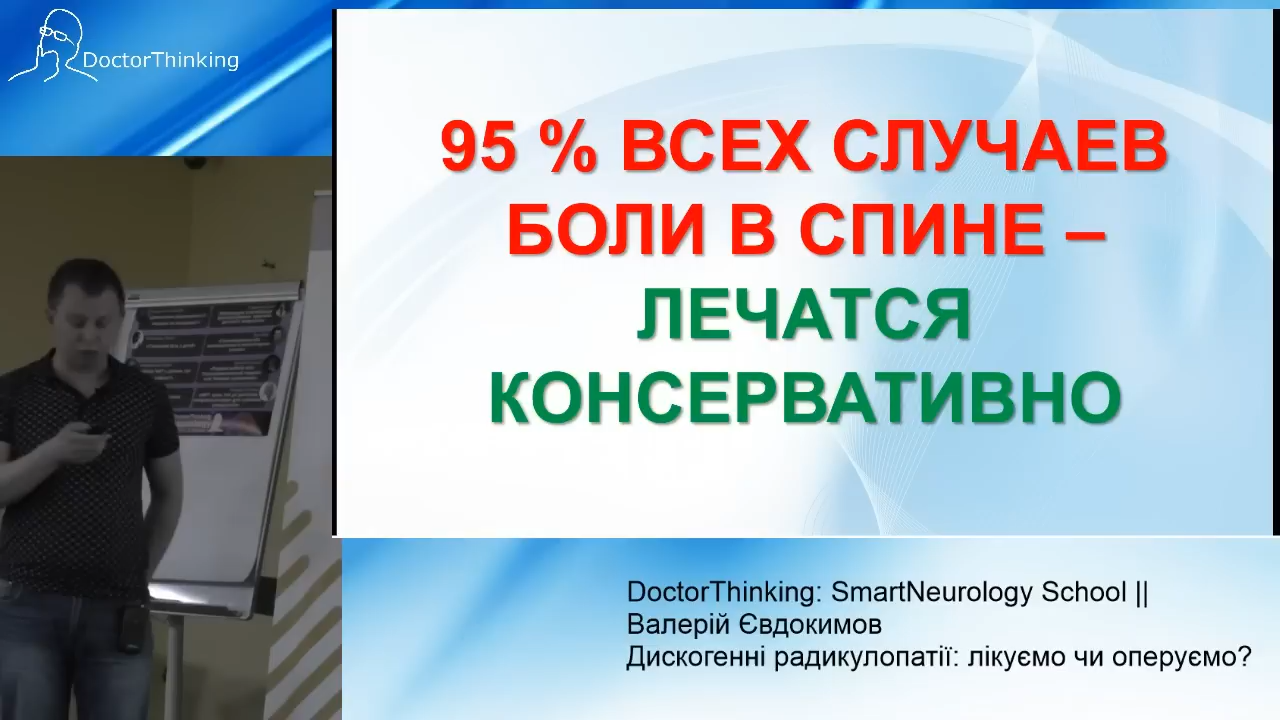 DoctorThinking
95 % ВСЕХ СЛУЧАЕВ
БОЛИ В СПИНЕ –
ЛЕЧАТСЯ
КОНСЕРВАТИВНО
DoctorThinking: SmartNeurology School ||
Валерій Євдокимов
Дискогенні радикулопатії: лікуємо чи оперуємо?